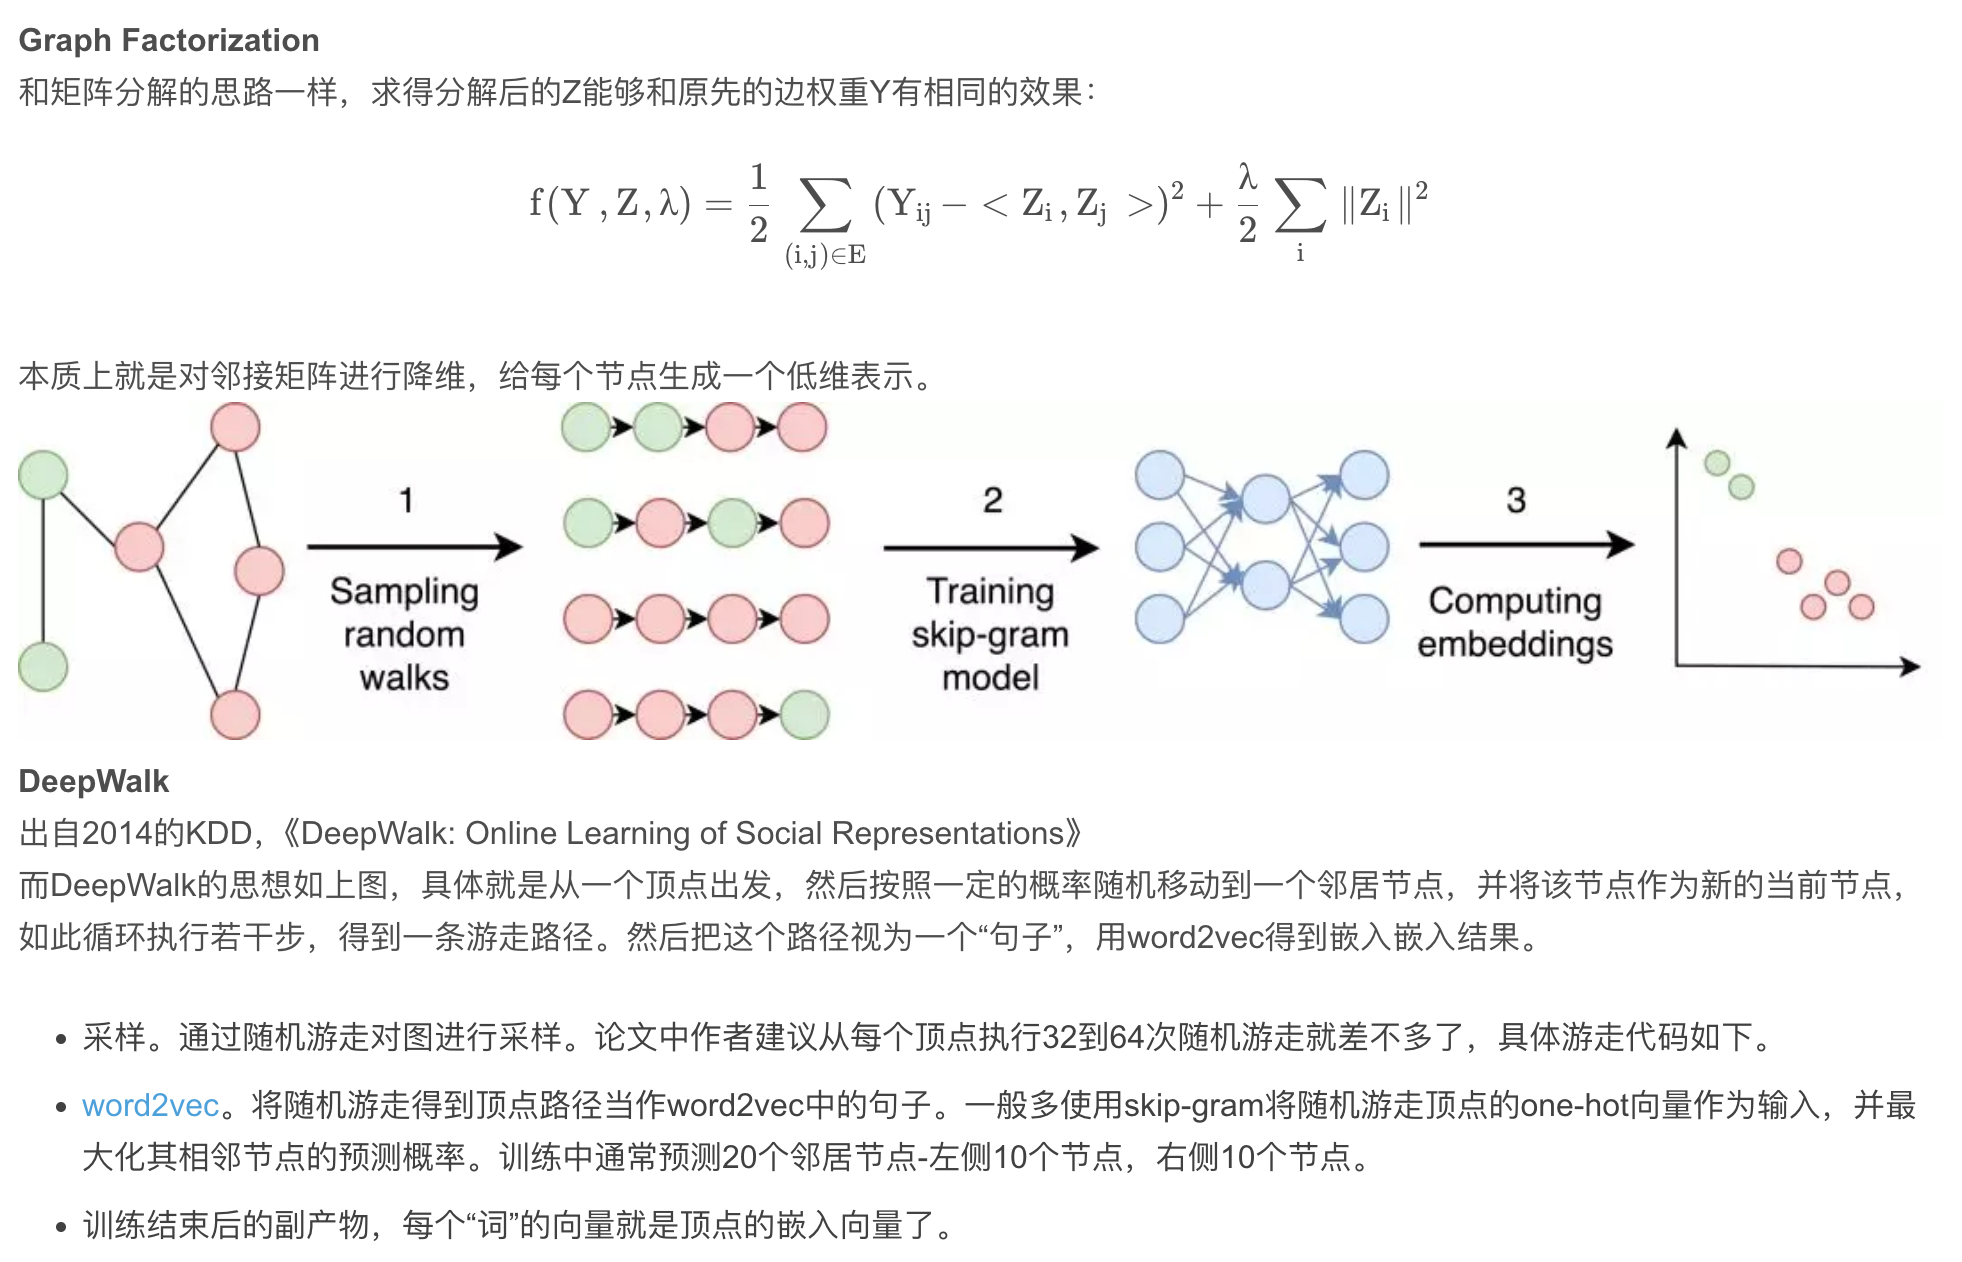 Graph Factorization
和矩阵分解的思路一样，求得分解后的Z能够和原先的边权重Y有相同的效果：
f(Y , Z, λ) = 1/2 ∑_{(i,j)∈E} (Y_{ij} − < Z_i , Z_j >)^2 + λ/2 ∑_i ‖Z_i‖^2
本质上就是对邻接矩阵进行降维，给每个节点生成一个低维表示。
1
Sampling
random
walks
2
Training
skip-gram
model
3
Computing
embeddings
DeepWalk
出自2014的KDD，《DeepWalk: Online Learning of Social Representations》
而DeepWalk的思想如上图，具体就是从一个顶点出发，然后按照一定的概率随机移动到一个邻居节点，并将该节点作为新的当前节点，
如此循环执行若干步，得到一条游走路径。然后把这个路径视为一个“句子”，用word2vec得到嵌入嵌入结果。
• 采样。通过随机游走对图进行采样。论文中作者建议从每个顶点执行32到64次随机游走就差不多了，具体游走代码如下。
• word2vec。将随机游走得到顶点路径当作word2vec中的句子。一般多使用skip-gram将随机游走顶点的one-hot向量作为输入，并最
大化其相邻节点的预测概率。训练中通常预测20个邻居节点-左侧10个节点，右侧10个节点。
• 训练结束后的副产物，每个“词”的向量就是顶点的嵌入向量了。